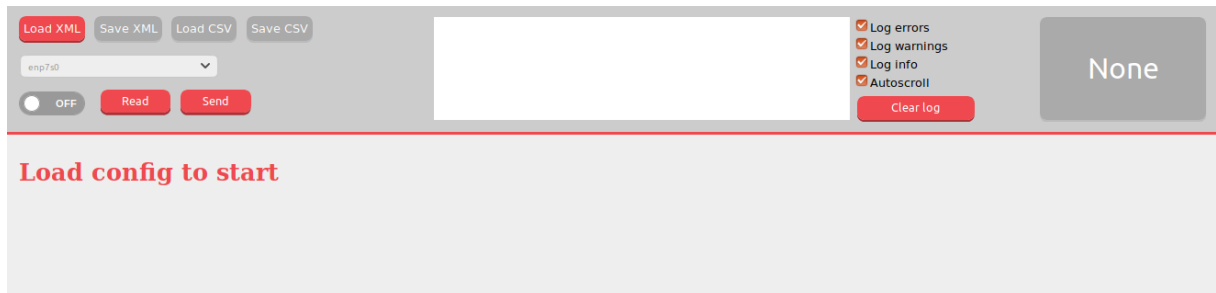 Load XML Save XML Load CSV Save CSV
enp7s0
OFF Read Send
Log errors
Log warnings
Log info
Autoscroll
Clear log
None
Load config to start